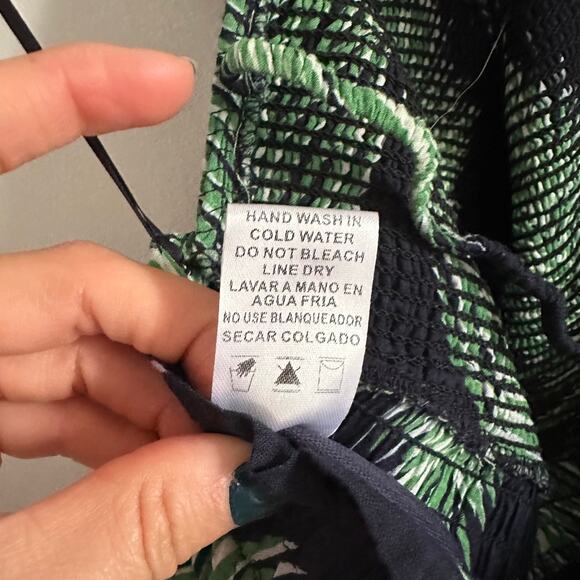 HAND WASH IN
COLD WATER
DO NOT BLEACH
LINE DRY
LAVAR A MANO EN
AGUA FRIA
NO USE BLANQUEADOR
SECAR COLGADO